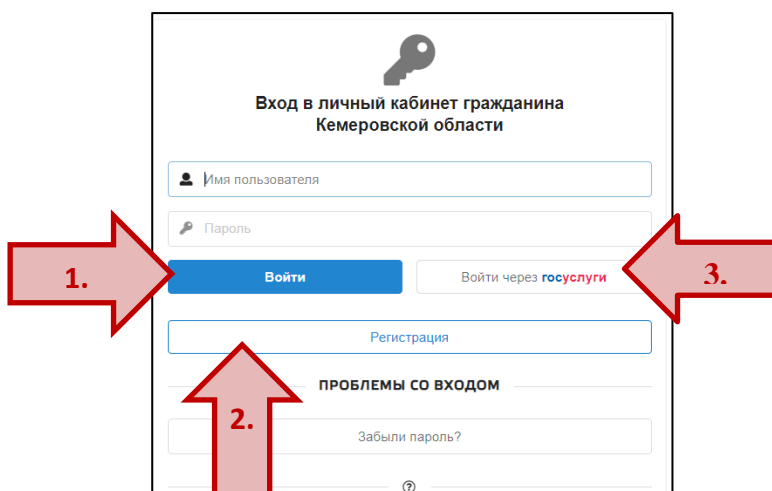 Вход в личный кабинет гражданина
Кемеровской области
Имя пользователя
Пароль
1.
Войти
Войти через госуслуги
3.
Регистрация
ПРОБЛЕМЫ СО ВХОДОМ
2.
Забыли пароль?
?